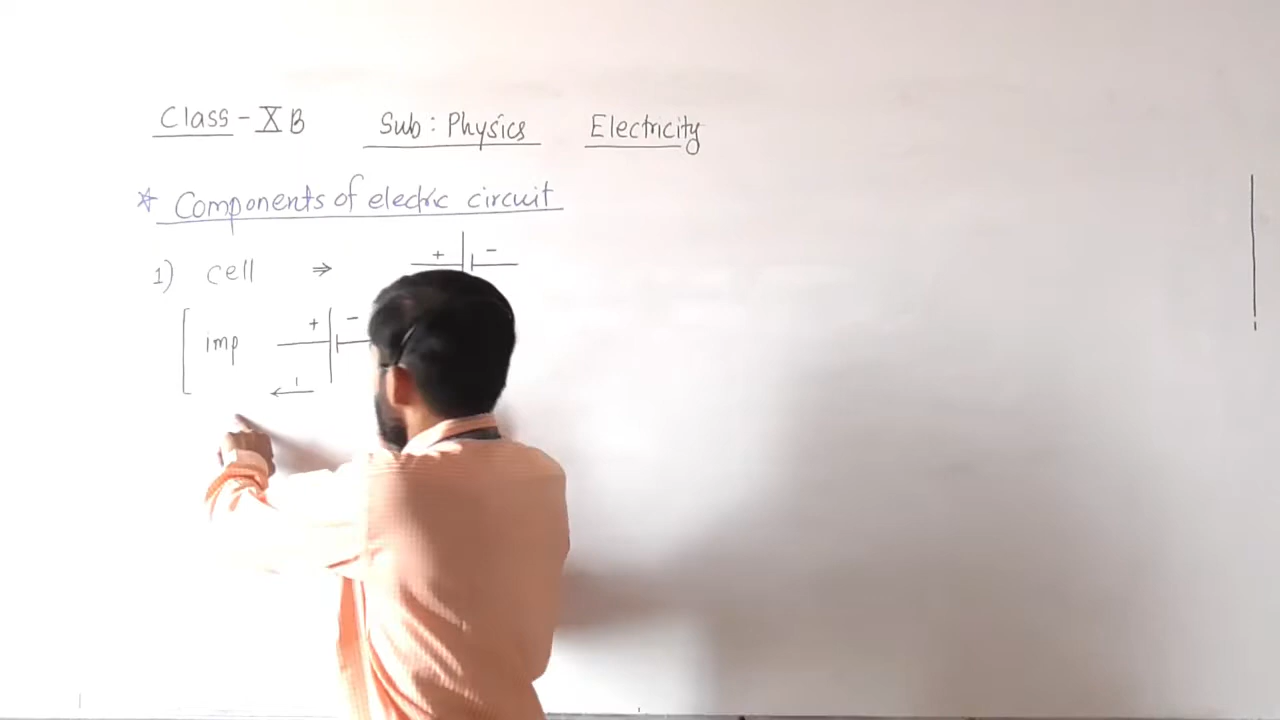 Class - X B Sub : Physics Electricity
* Components of electric circuit
1) cell ⇒ + -
imp + -
I